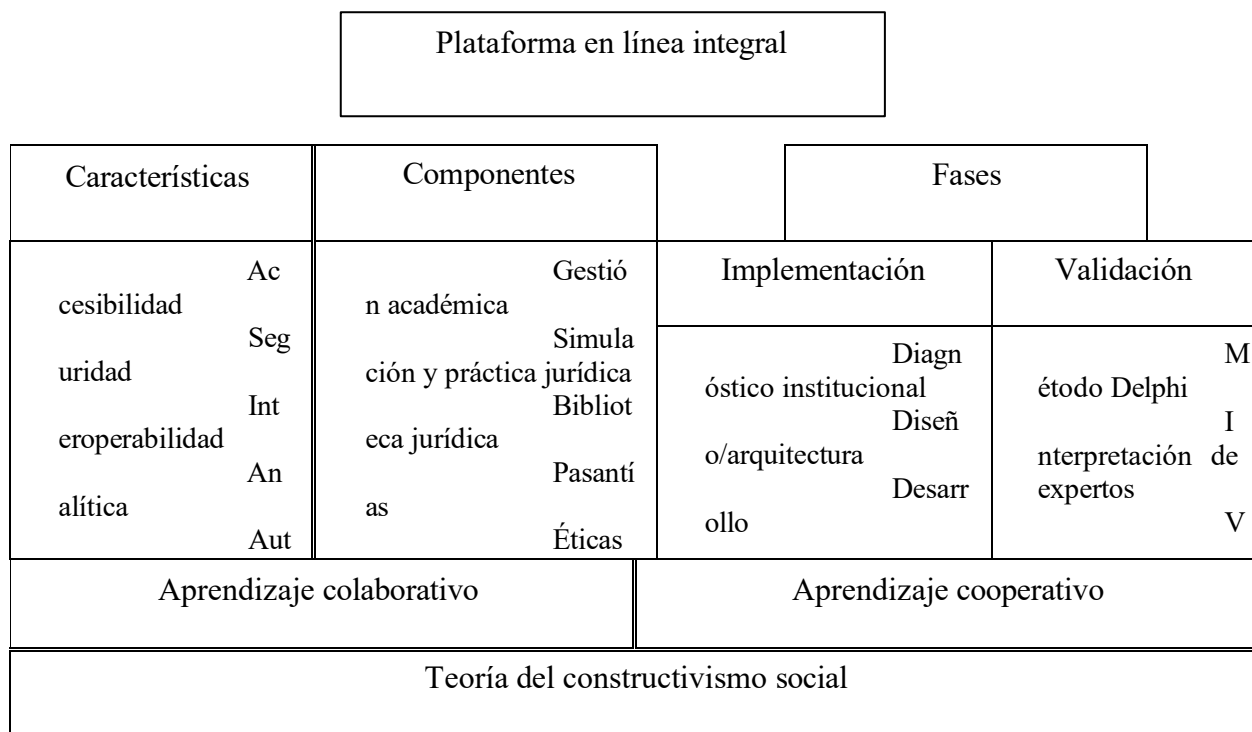 Plataforma en línea integral
Características
Componentes
Fases
Ac
cesibilidad
Seg
uridad
Int
eroperabilidad
An
alítica
Aut
Gestió
n académica
Simula
ción y práctica jurídica
Bibliot
eca jurídica
Pasantí
as
Éticas
Implementación
Diagn
óstico institucional
Diseñ
o/arquitectura
Desarr
ollo
Validación
M
étodo Delphi
I
nterpretación de
expertos
V
Aprendizaje colaborativo
Aprendizaje cooperativo
Teoría del constructivismo social